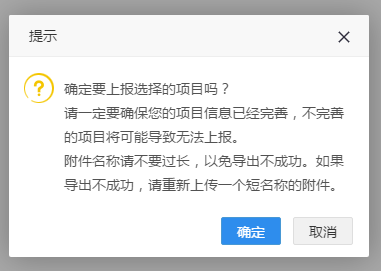 提示
确定要上报选择的项目吗？
请一定要确保您的项目信息已经完善，不完善
的项目将可能导致无法上报。
附件名称请不要过长，以免导出不成功。如果
导出不成功，请重新上传一个短名称的附件。
确定
取消